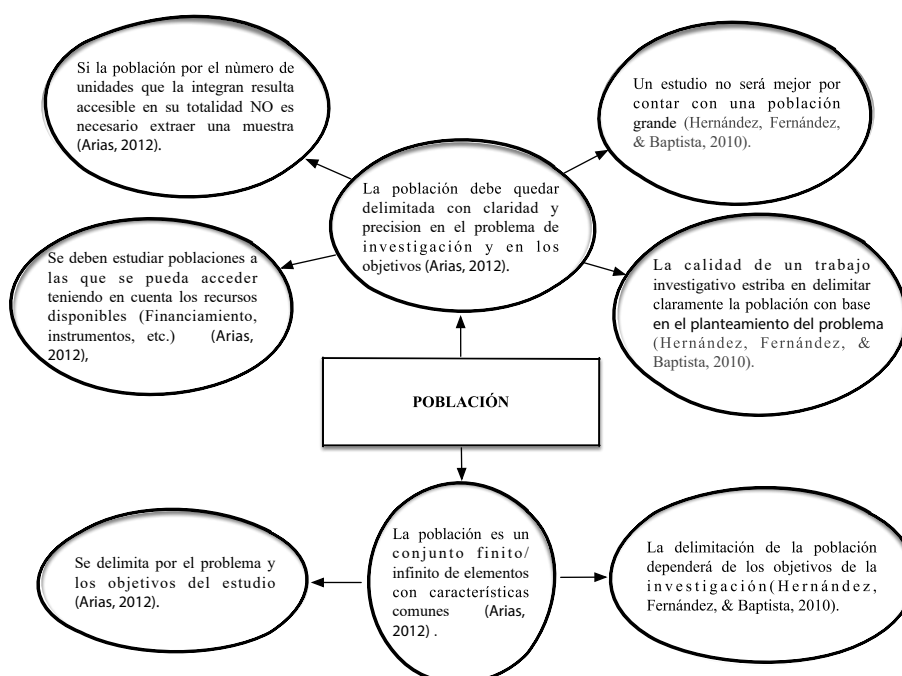 Si la población por el nùmero de
unidades que la integran resulta
accesible en su totalidad NO es
necesario extraer una muestra
(Arias, 2012).
Un estudio no será mejor por
contar con una población
grande (Hernández, Fernández,
& Baptista, 2010).
La población debe quedar
delimitada con claridad y
precision en el problema de
investigación y en los
objetivos (Arias, 2012).
Se deben estudiar poblaciones a
las que se pueda acceder
teniendo en cuenta los recursos
disponibles (Financiamiento,
instrumentos, etc.) (Arias,
2012),
La calidad de un trabajo
investigativo estriba en delimitar
claramente la población con base
en el planteamiento del problema
(Hernández, Fernández, &
Baptista, 2010).
POBLACIÓN
Se delimita por el problema y
los objetivos del estudio
(Arias, 2012).
La población es un
conjunto finito/
infinito de elementos
con características
comunes (Arias,
2012) .
La delimitación de la población
dependerá de los objetivos de la
investigación(Hernández,
Fernández, & Baptista, 2010).